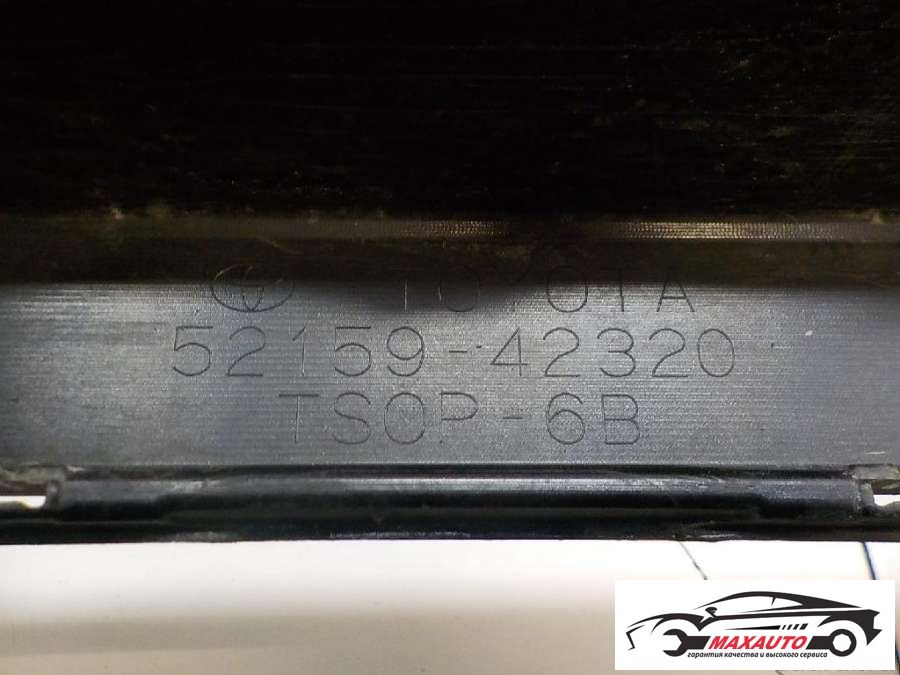 TOYOTA
52159-42320
TSOP-6B
MAXAUTO
гарантия качества и высокого сервиса